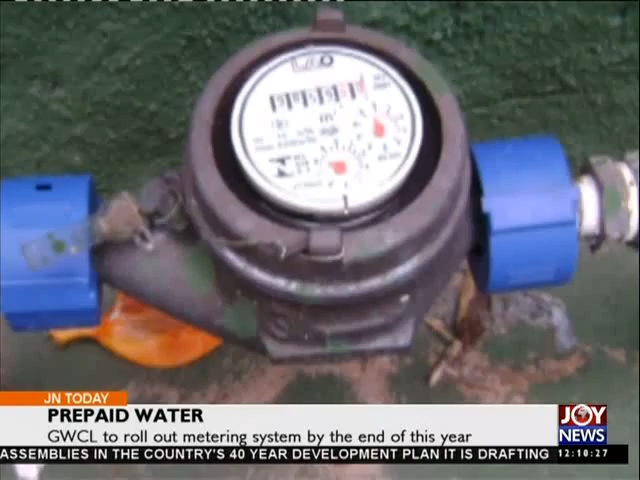 m³
JN TODAY
PREPAID WATER
GWCL to roll out metering system by the end of this year
JOY
NEWS
ASSEMBLIES IN THE COUNTRY'S 40 YEAR DEVELOPMENT PLAN IT IS DRAFTING
12:10:27